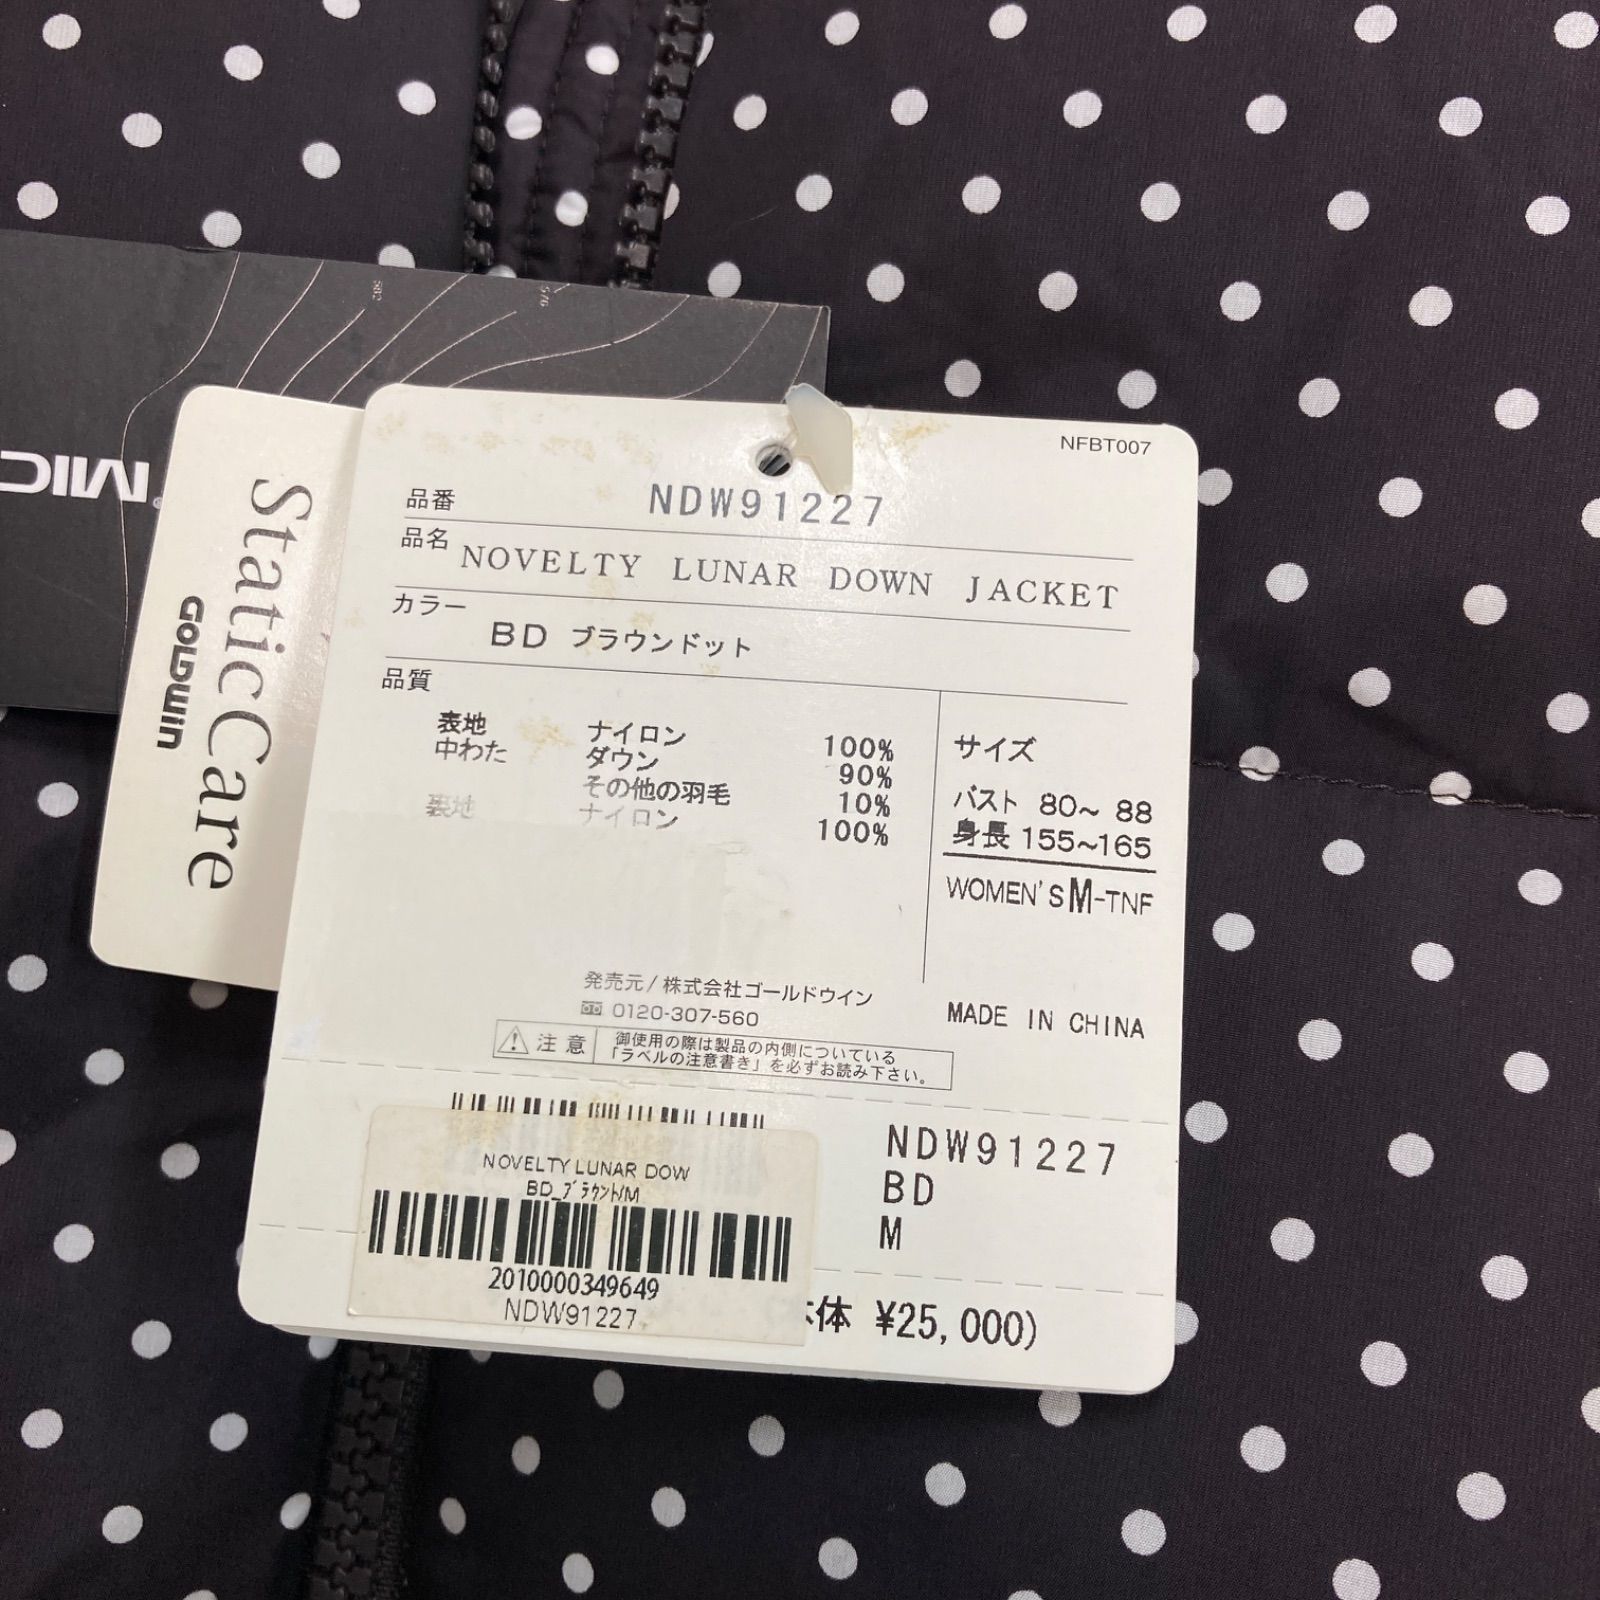 NFBT007
品番 NDW91227
品名 NOVELTY LUNAR DOWN JACKET
カラー BD ブラウンドット
品質
表地 ナイロン 100%
中わた ダウン 90%
その他の羽毛 10%
裏地 ナイロン 100%
サイズ
バスト 80~ 88
身長 155~165
WOMEN'S M-TNF
発売元/株式会社ゴールドウイン
0120-307-560
MADE IN CHINA
注意 御使用の際は製品の内側についている
「ラベルの注意書き」を必ずお読み下さい。
NDW91227
BD
M
NOVELTY LUNAR DOW
BD_ﾌﾞﾗｳﾝﾄ/M
2010000349649
NDW91227
体 ¥25,000)
StaticCare
GOLDWIN
MIC
582
576